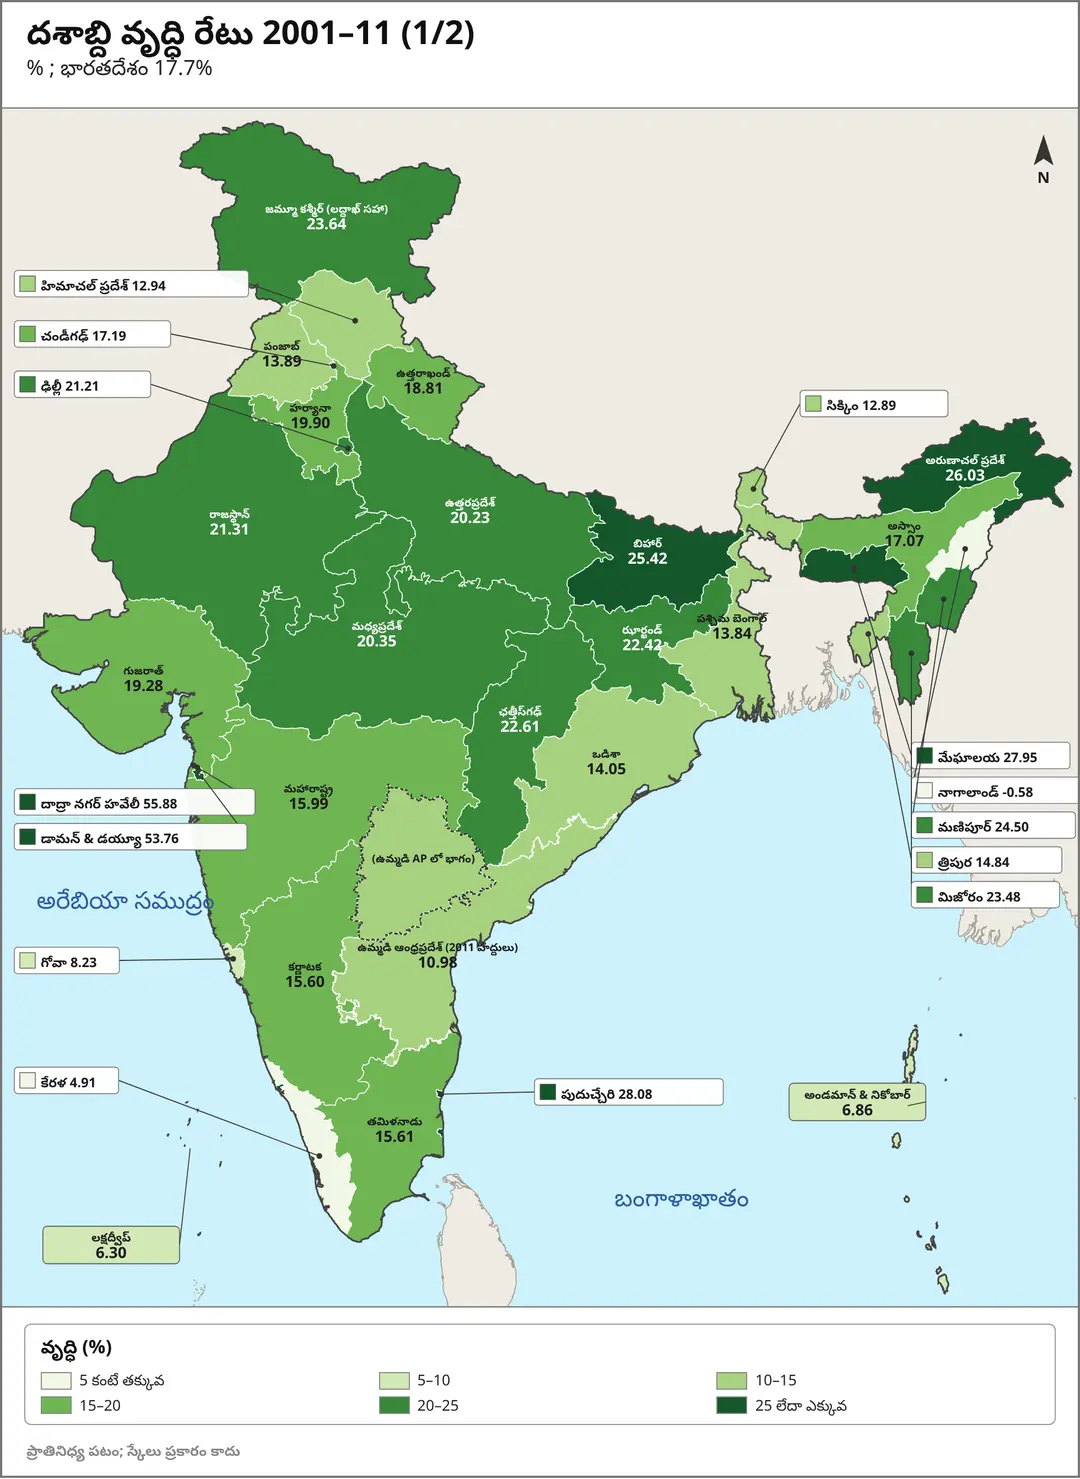 దశాబ్ది వృద్ధి రేటు 2001–11 (1/2)
% ; భారతదేశం 17.7%
N
జమ్మూ కశ్మీర్ (లద్దాఖ్ సహా)
23.64
హిమాచల్ ప్రదేశ్ 12.94
చండీగఢ్ 17.19
పంజాబ్
13.89
ఢిల్లీ 21.21
ఉత్తరాఖండ్
18.81
హర్యానా
19.90
సిక్కిం 12.89
అరుణాచల్ ప్రదేశ్
26.03
రాజస్థాన్
21.31
ఉత్తరప్రదేశ్
20.23
అస్సాం
17.07
బిహార్
25.42
మధ్యప్రదేశ్
20.35
ఝార్ఖండ్
22.42
పశ్చిమ బెంగాల్
13.84
గుజరాత్
19.28
ఛత్తీస్‌గఢ్
22.61
ఒడిశా
14.05
మహారాష్ట్ర
15.99
దాద్రా నగర్ హవేలీ 55.88
డామన్ & డయ్యూ 53.76
మేఘాలయ 27.95
నాగాలాండ్ -0.58
మణిపూర్ 24.50
త్రిపుర 14.84
మిజోరం 23.48
(ఉమ్మడి AP లో భాగం)
అరేబియా సముద్రం
ఉమ్మడి ఆంధ్రప్రదేశ్ (2011 హద్దులు)
10.98
గోవా 8.23
కర్ణాటక
15.60
కేరళ 4.91
పుదుచ్చేరి 28.08
అండమాన్ & నికోబార్
6.86
తమిళనాడు
15.61
బంగాళాఖాతం
లక్షద్వీప్
6.30
వృద్ధి (%)
5 కంటే తక్కువ
5–10
10–15
15–20
20–25
25 లేదా ఎక్కువ
ప్రాతినిధ్య పటం; స్కేలు ప్రకారం కాదు